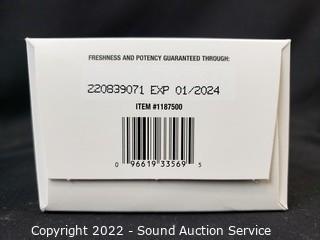 FRESHNESS AND POTENCY GUARANTEED THROUGH:
220839071 EXP 01/2024
ITEM #1187500
0 96619 33569 5
Copyright 2022 - Sound Auction Service